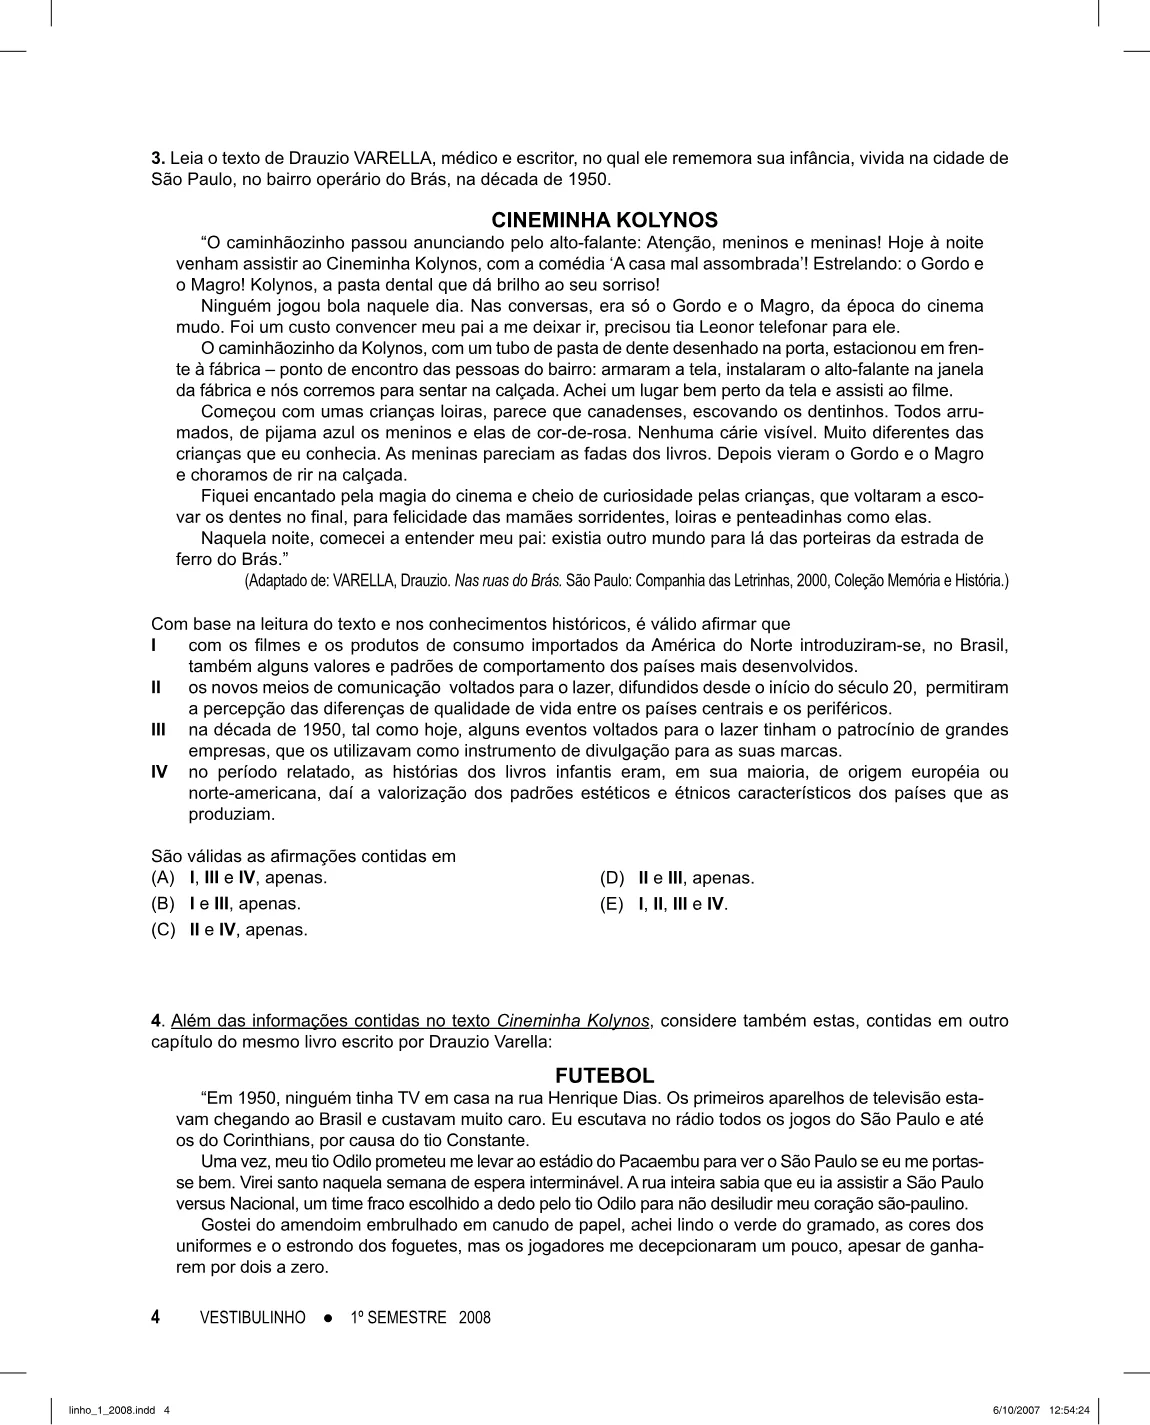 3. Leia o texto de Drauzio VARELLA, médico e escritor, no qual ele rememora sua infância, vivida na cidade de
São Paulo, no bairro operário do Brás, na década de 1950.
CINEMINHA KOLYNOS
“O caminhãozinho passou anunciando pelo alto-falante: Atenção, meninos e meninas! Hoje à noite
venham assistir ao Cineminha Kolynos, com a comédia ‘A casa mal assombrada’! Estrelando: o Gordo e
o Magro! Kolynos, a pasta dental que dá brilho ao seu sorriso!
Ninguém jogou bola naquele dia. Nas conversas, era só o Gordo e o Magro, da época do cinema
mudo. Foi um custo convencer meu pai a me deixar ir, precisou tia Leonor telefonar para ele.
O caminhãozinho da Kolynos, com um tubo de pasta de dente desenhado na porta, estacionou em fren-
te à fábrica – ponto de encontro das pessoas do bairro: armaram a tela, instalaram o alto-falante na janela
da fábrica e nós corremos para sentar na calçada. Achei um lugar bem perto da tela e assisti ao filme.
Começou com umas crianças loiras, parece que canadenses, escovando os dentinhos. Todos arru-
mados, de pijama azul os meninos e elas de cor-de-rosa. Nenhuma cárie visível. Muito diferentes das
crianças que eu conhecia. As meninas pareciam as fadas dos livros. Depois vieram o Gordo e o Magro
e choramos de rir na calçada.
Fiquei encantado pela magia do cinema e cheio de curiosidade pelas crianças, que voltaram a esco-
var os dentes no final, para felicidade das mamães sorridentes, loiras e penteadinhas como elas.
Naquela noite, comecei a entender meu pai: existia outro mundo para lá das porteiras da estrada de
ferro do Brás.”
(Adaptado de: VARELLA, Drauzio. Nas ruas do Brás. São Paulo: Companhia das Letrinhas, 2000, Coleção Memória e História.)
Com base na leitura do texto e nos conhecimentos históricos, é válido afirmar que
I com os filmes e os produtos de consumo importados da América do Norte introduziram-se, no Brasil,
também alguns valores e padrões de comportamento dos países mais desenvolvidos.
II os novos meios de comunicação voltados para o lazer, difundidos desde o início do século 20, permitiram
a percepção das diferenças de qualidade de vida entre os países centrais e os periféricos.
III na década de 1950, tal como hoje, alguns eventos voltados para o lazer tinham o patrocínio de grandes
empresas, que os utilizavam como instrumento de divulgação para as suas marcas.
IV no período relatado, as histórias dos livros infantis eram, em sua maioria, de origem européia ou
norte-americana, daí a valorização dos padrões estéticos e étnicos característicos dos países que as
produziam.
São válidas as afirmações contidas em
(A) I, III e IV, apenas.
(B) I e III, apenas.
(C) II e IV, apenas.
(D) II e III, apenas.
(E) I, II, III e IV.
4. Além das informações contidas no texto Cineminha Kolynos, considere também estas, contidas em outro
capítulo do mesmo livro escrito por Drauzio Varella:
FUTEBOL
“Em 1950, ninguém tinha TV em casa na rua Henrique Dias. Os primeiros aparelhos de televisão esta-
vam chegando ao Brasil e custavam muito caro. Eu escutava no rádio todos os jogos do São Paulo e até
os do Corinthians, por causa do tio Constante.
Uma vez, meu tio Odilo prometeu me levar ao estádio do Pacaembu para ver o São Paulo se eu me portas-
se bem. Virei santo naquela semana de espera interminável. A rua inteira sabia que eu ia assistir a São Paulo
versus Nacional, um time fraco escolhido a dedo pelo tio Odilo para não desiludir meu coração são-paulino.
Gostei do amendoim embrulhado em canudo de papel, achei lindo o verde do gramado, as cores dos
uniformes e o estrondo dos foguetes, mas os jogadores me decepcionaram um pouco, apesar de ganha-
rem por dois a zero.
4 VESTIBULINHO ● 1º SEMESTRE 2008
linho_1_2008.indd 4 6/10/2007 12:54:24